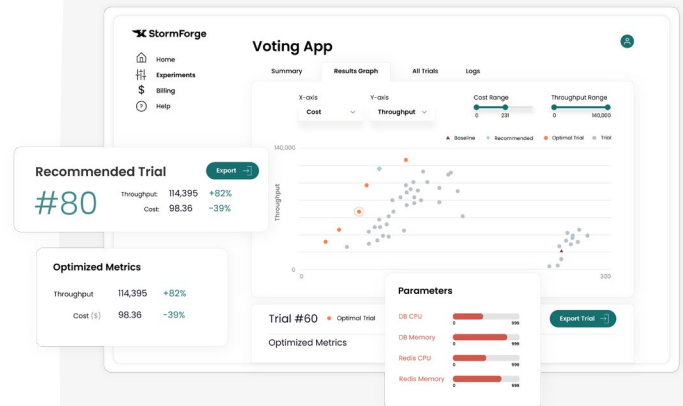 StormForge
Home
Experiments
$ Billing
? Help
Voting App
Summary Results Graph All Trials Logs
X-axis Y-axis
Cost Throughput
Cost Range Throughput Range
0 231 0 140,000
Baseline Recommended Optimal Trial Trial
140,000
Throughput
0
0 300
Recommended Trial
Export
#80
Throughput: 114,395 +82%
Cost: 98.36 -39%
Optimized Metrics
Throughput 114,395 +82%
Cost ($) 98.36 -39%
Trial #60 Optimal Trial
Export Trial
Optimized Metrics
Parameters
DB CPU
0 999
DB Memory
0 999
Redis CPU
0 999
Redis Memory
0 999